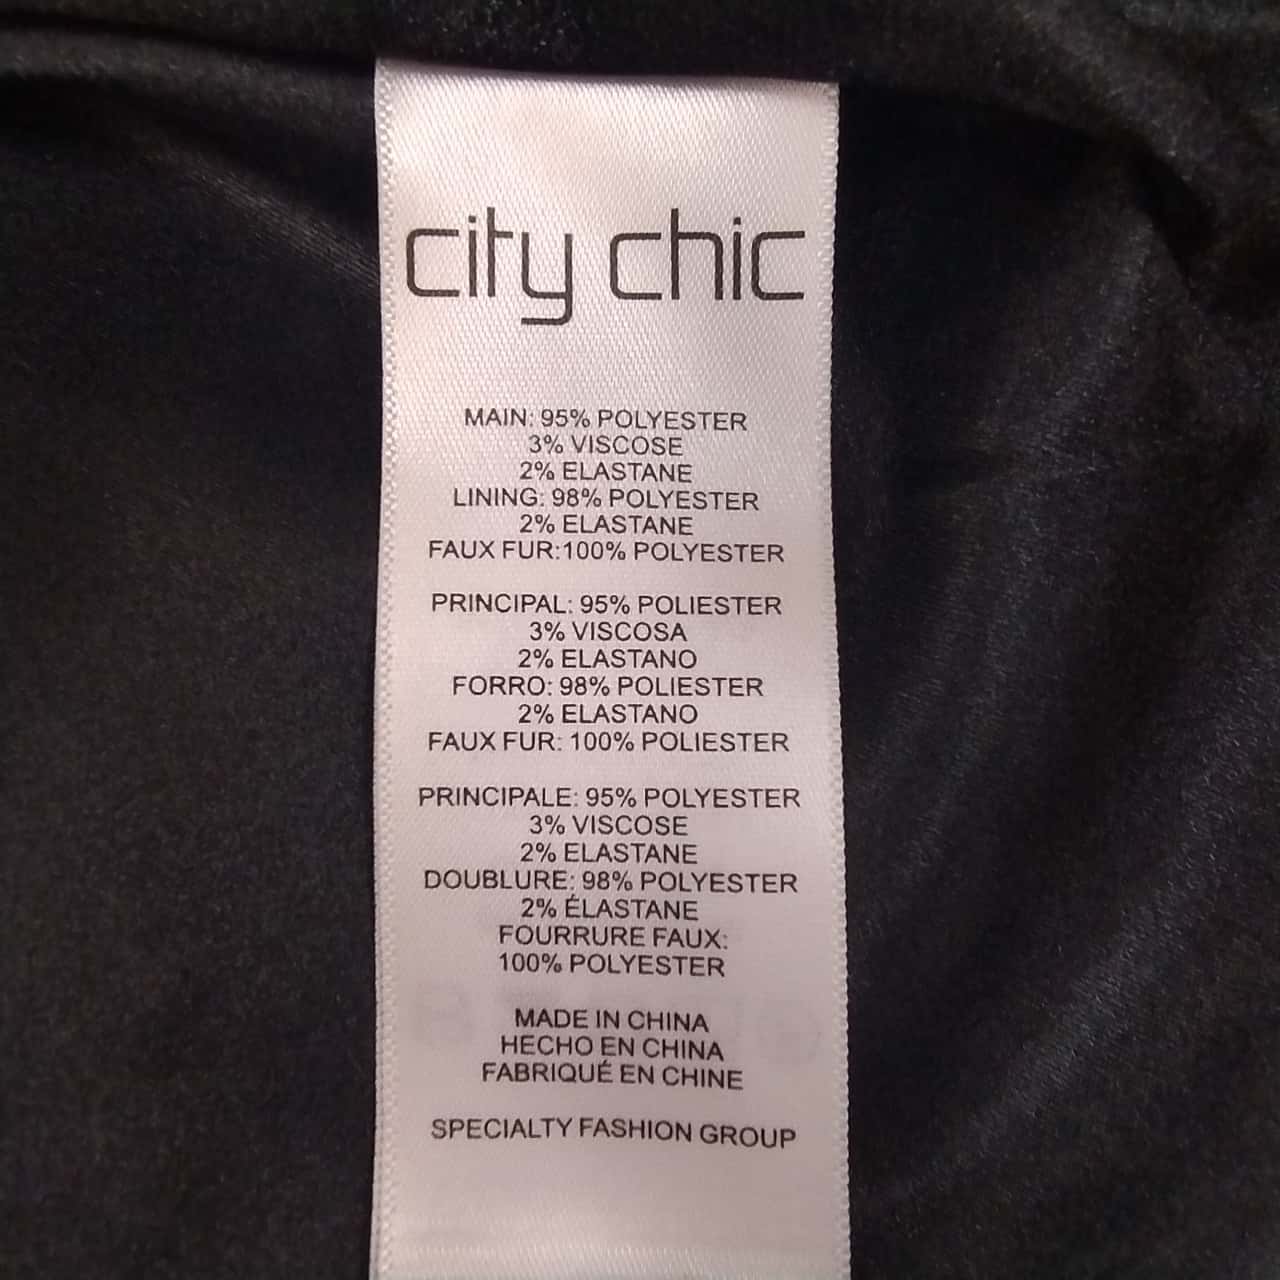 city chic
MAIN: 95% POLYESTER
3% VISCOSE
2% ELASTANE
LINING: 98% POLYESTER
2% ELASTANE
FAUX FUR:100% POLYESTER
PRINCIPAL: 95% POLIESTER
3% VISCOSA
2% ELASTANO
FORRO: 98% POLIESTER
2% ELASTANO
FAUX FUR: 100% POLIESTER
PRINCIPALE: 95% POLYESTER
3% VISCOSE
2% ELASTANE
DOUBLURE: 98% POLYESTER
2% ÉLASTANE
FOURRURE FAUX:
100% POLYESTER
MADE IN CHINA
HECHO EN CHINA
FABRIQUÉ EN CHINE
SPECIALTY FASHION GROUP